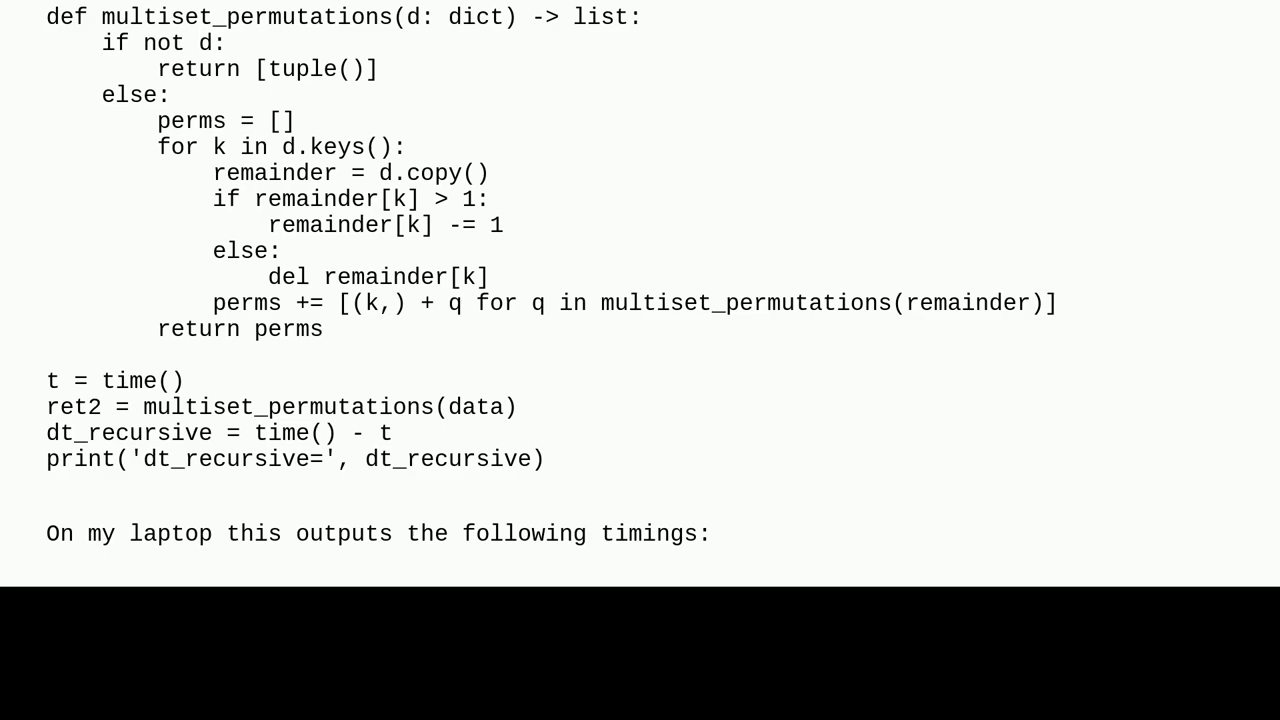 def multiset_permutations(d: dict) -> list:
    if not d:
        return [tuple()]
    else:
        perms = []
        for k in d.keys():
            remainder = d.copy()
            if remainder[k] > 1:
                remainder[k] -= 1
            else:
                del remainder[k]
            perms += [(k,) + q for q in multiset_permutations(remainder)]
        return perms

t = time()
ret2 = multiset_permutations(data)
dt_recursive = time() - t
print('dt_recursive=', dt_recursive)

On my laptop this outputs the following timings: